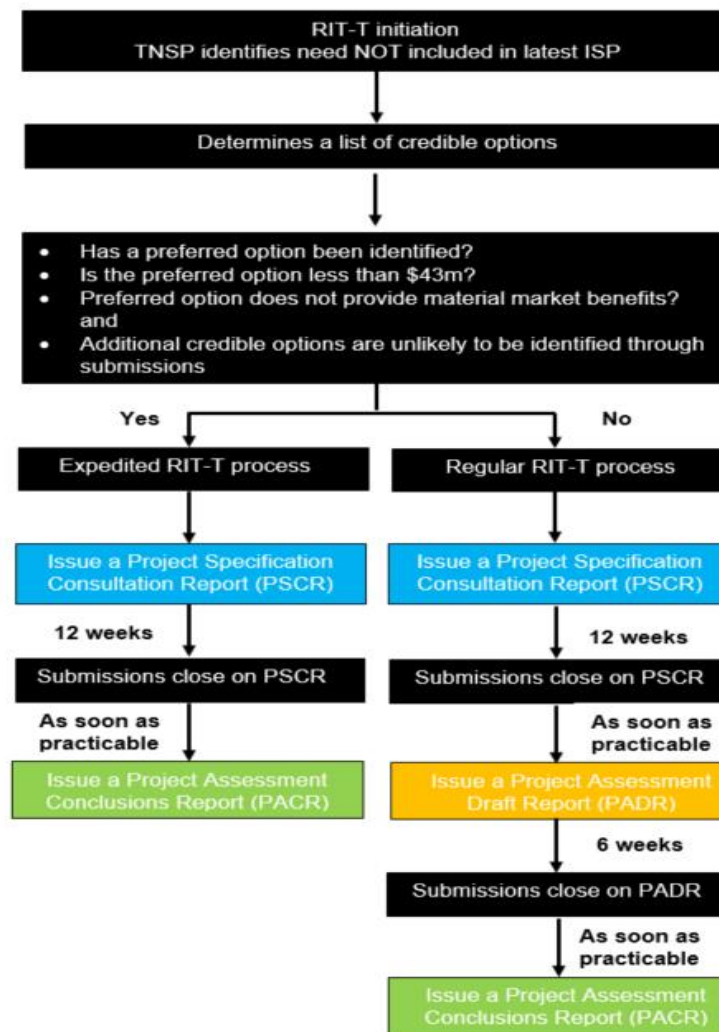 RIT-T initiation
TNSP identifies need NOT included in latest ISP
Determines a list of credible options
• Has a preferred option been identified?
• Is the preferred option less than $43m?
• Preferred option does not provide material market benefits?
and
• Additional credible options are unlikely to be identified through
submissions
Yes
No
Expedited RIT-T process
Regular RIT-T process
Issue a Project Specification
Consultation Report (PSCR)
Issue a Project Specification
Consultation Report (PSCR)
12 weeks
12 weeks
Submissions close on PSCR
Submissions close on PSCR
As soon as
practicable
As soon as
practicable
Issue a Project Assessment
Conclusions Report (PACR)
Issue a Project Assessment
Draft Report (PADR)
6 weeks
Submissions close on PADR
As soon as
practicable
Issue a Project Assessment
Conclusions Report (PACR)